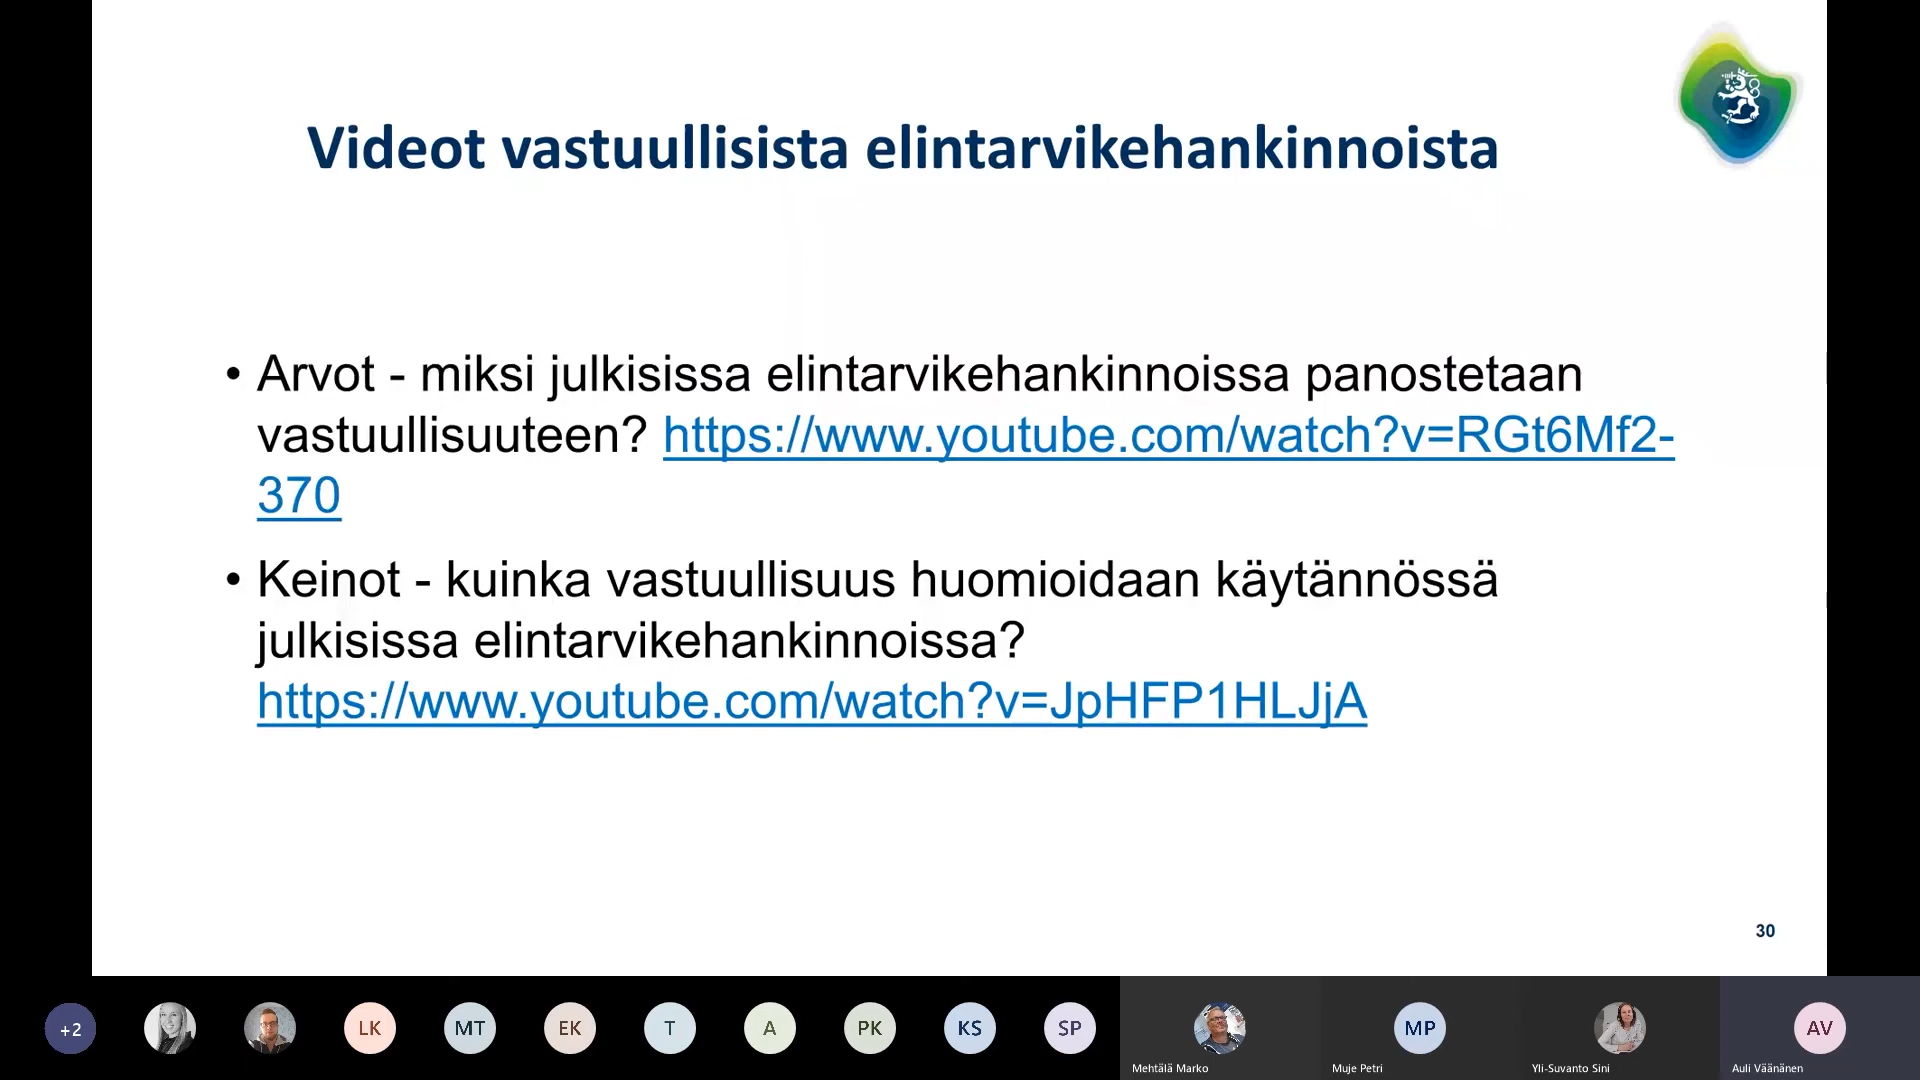 Videot vastuullisista elintarvikehankinnoista
• Arvot - miksi julkisissa elintarvikehankinnoissa panostetaan
vastuullisuuteen? https://www.youtube.com/watch?v=RGt6Mf2-
370
• Keinot - kuinka vastuullisuus huomioidaan käytännössä
julkisissa elintarvikehankinnoissa?
https://www.youtube.com/watch?v=JpHFP1HLJjA
30
+2 LK MT EK T A PK KS SP MP AV
Mehtälä Marko Muje Petri Yli-Suvanto Sini Auli Väänänen